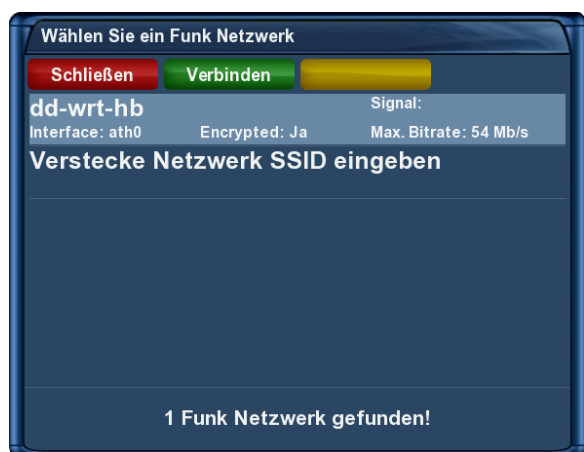 Wählen Sie ein Funk Netzwerk
Schließen Verbinden
dd-wrt-hb Signal:
Interface: ath0 Encrypted: Ja Max. Bitrate: 54 Mb/s
Verstecke Netzwerk SSID eingeben
1 Funk Netzwerk gefunden!